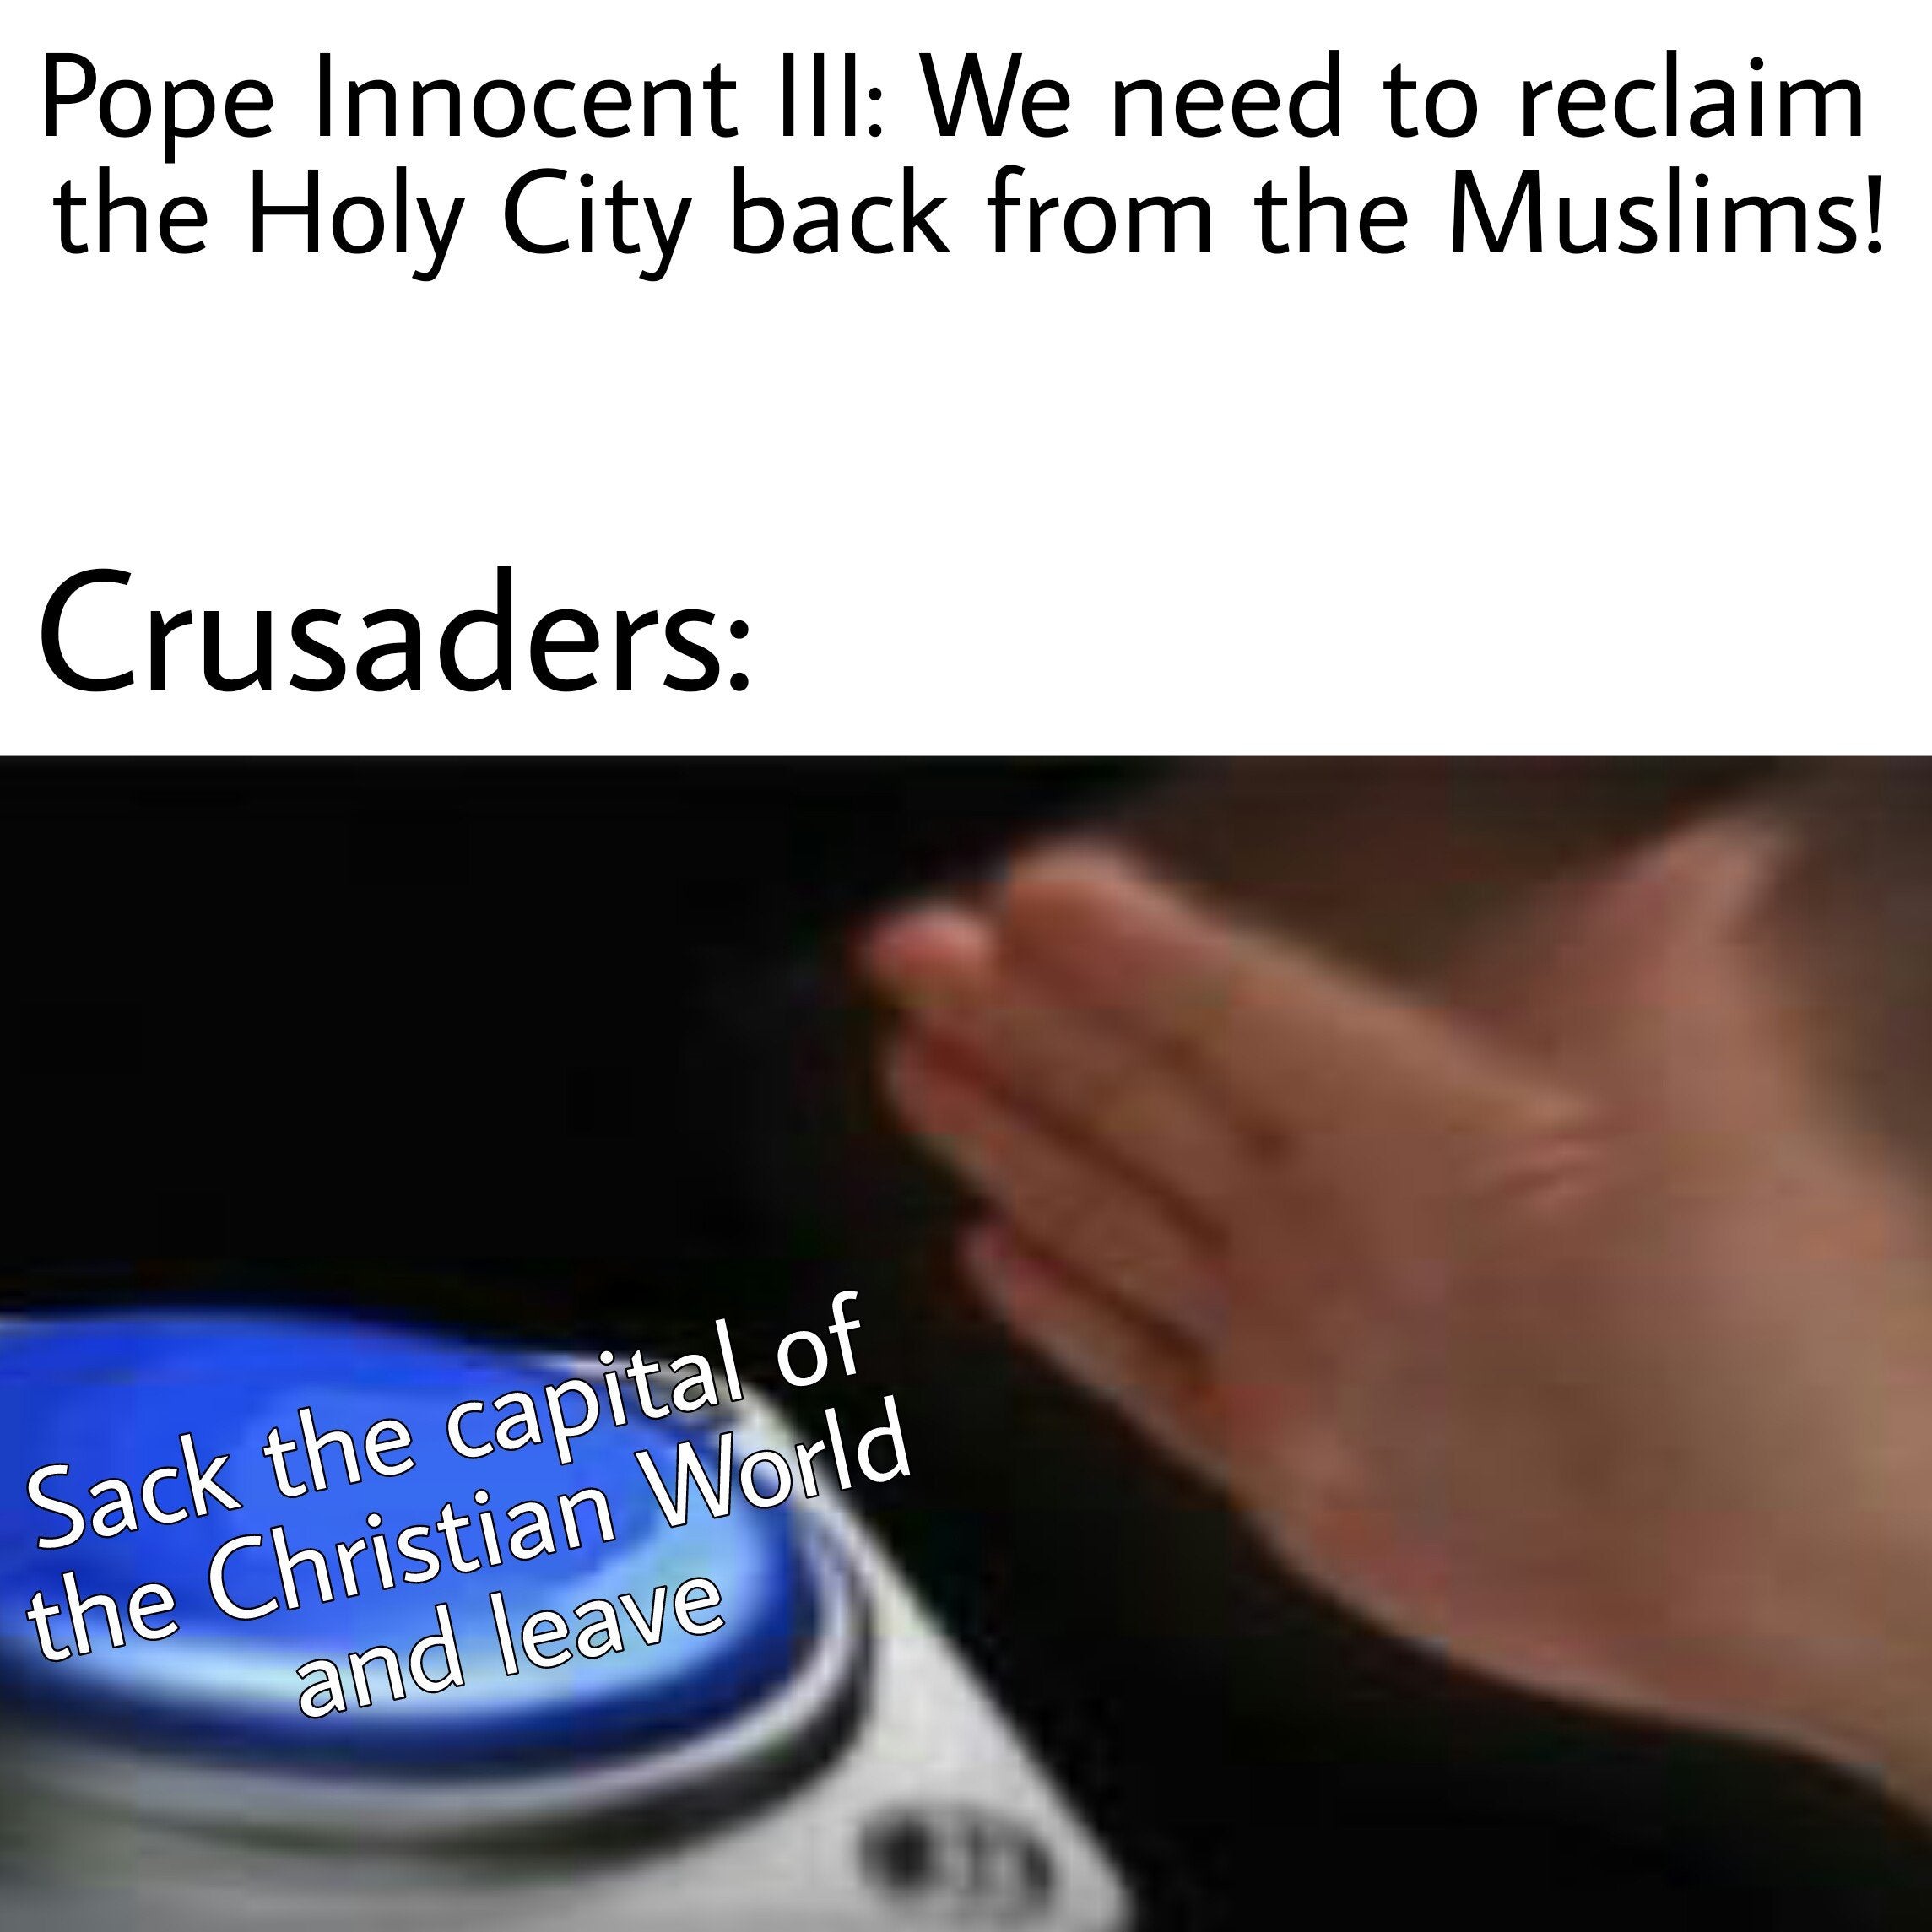 Pope Innocent III: We need to reclaim
the Holy City back from the Muslims!
Crusaders:
Sack the capital of
the Christian World
and leave